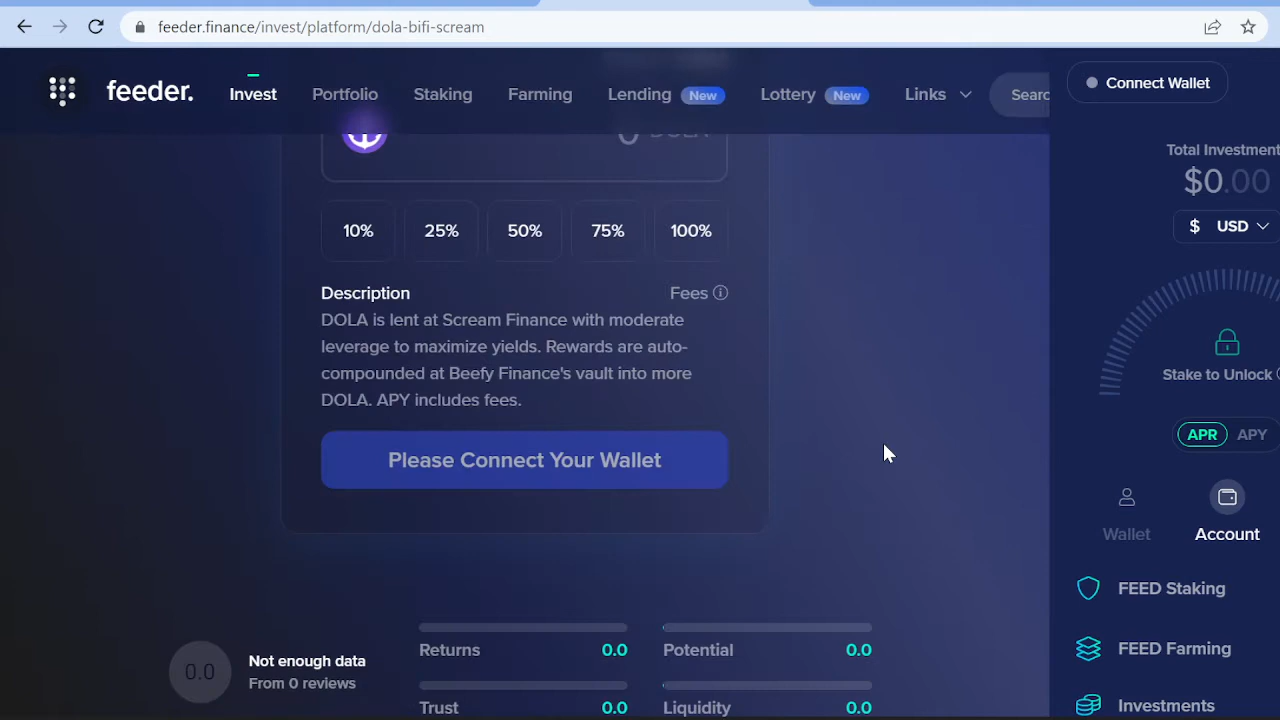 feeder.finance/invest/platform/dola-bifi-scream
feeder.
Invest
Portfolio
Staking
Farming
Lending New
Lottery New
Links
Searc
Connect Wallet
0 DOLA
10% 25% 50% 75% 100%
Description
Fees
DOLA is lent at Scream Finance with moderate
leverage to maximize yields. Rewards are auto-
compounded at Beefy Finance's vault into more
DOLA. APY includes fees.
Please Connect Your Wallet
0.0
Not enough data
From 0 reviews
Returns 0.0
Potential 0.0
Trust 0.0
Liquidity 0.0
Total Investment
$0.00
$ USD
Stake to Unlock
APR APY
Wallet
Account
FEED Staking
FEED Farming
Investments